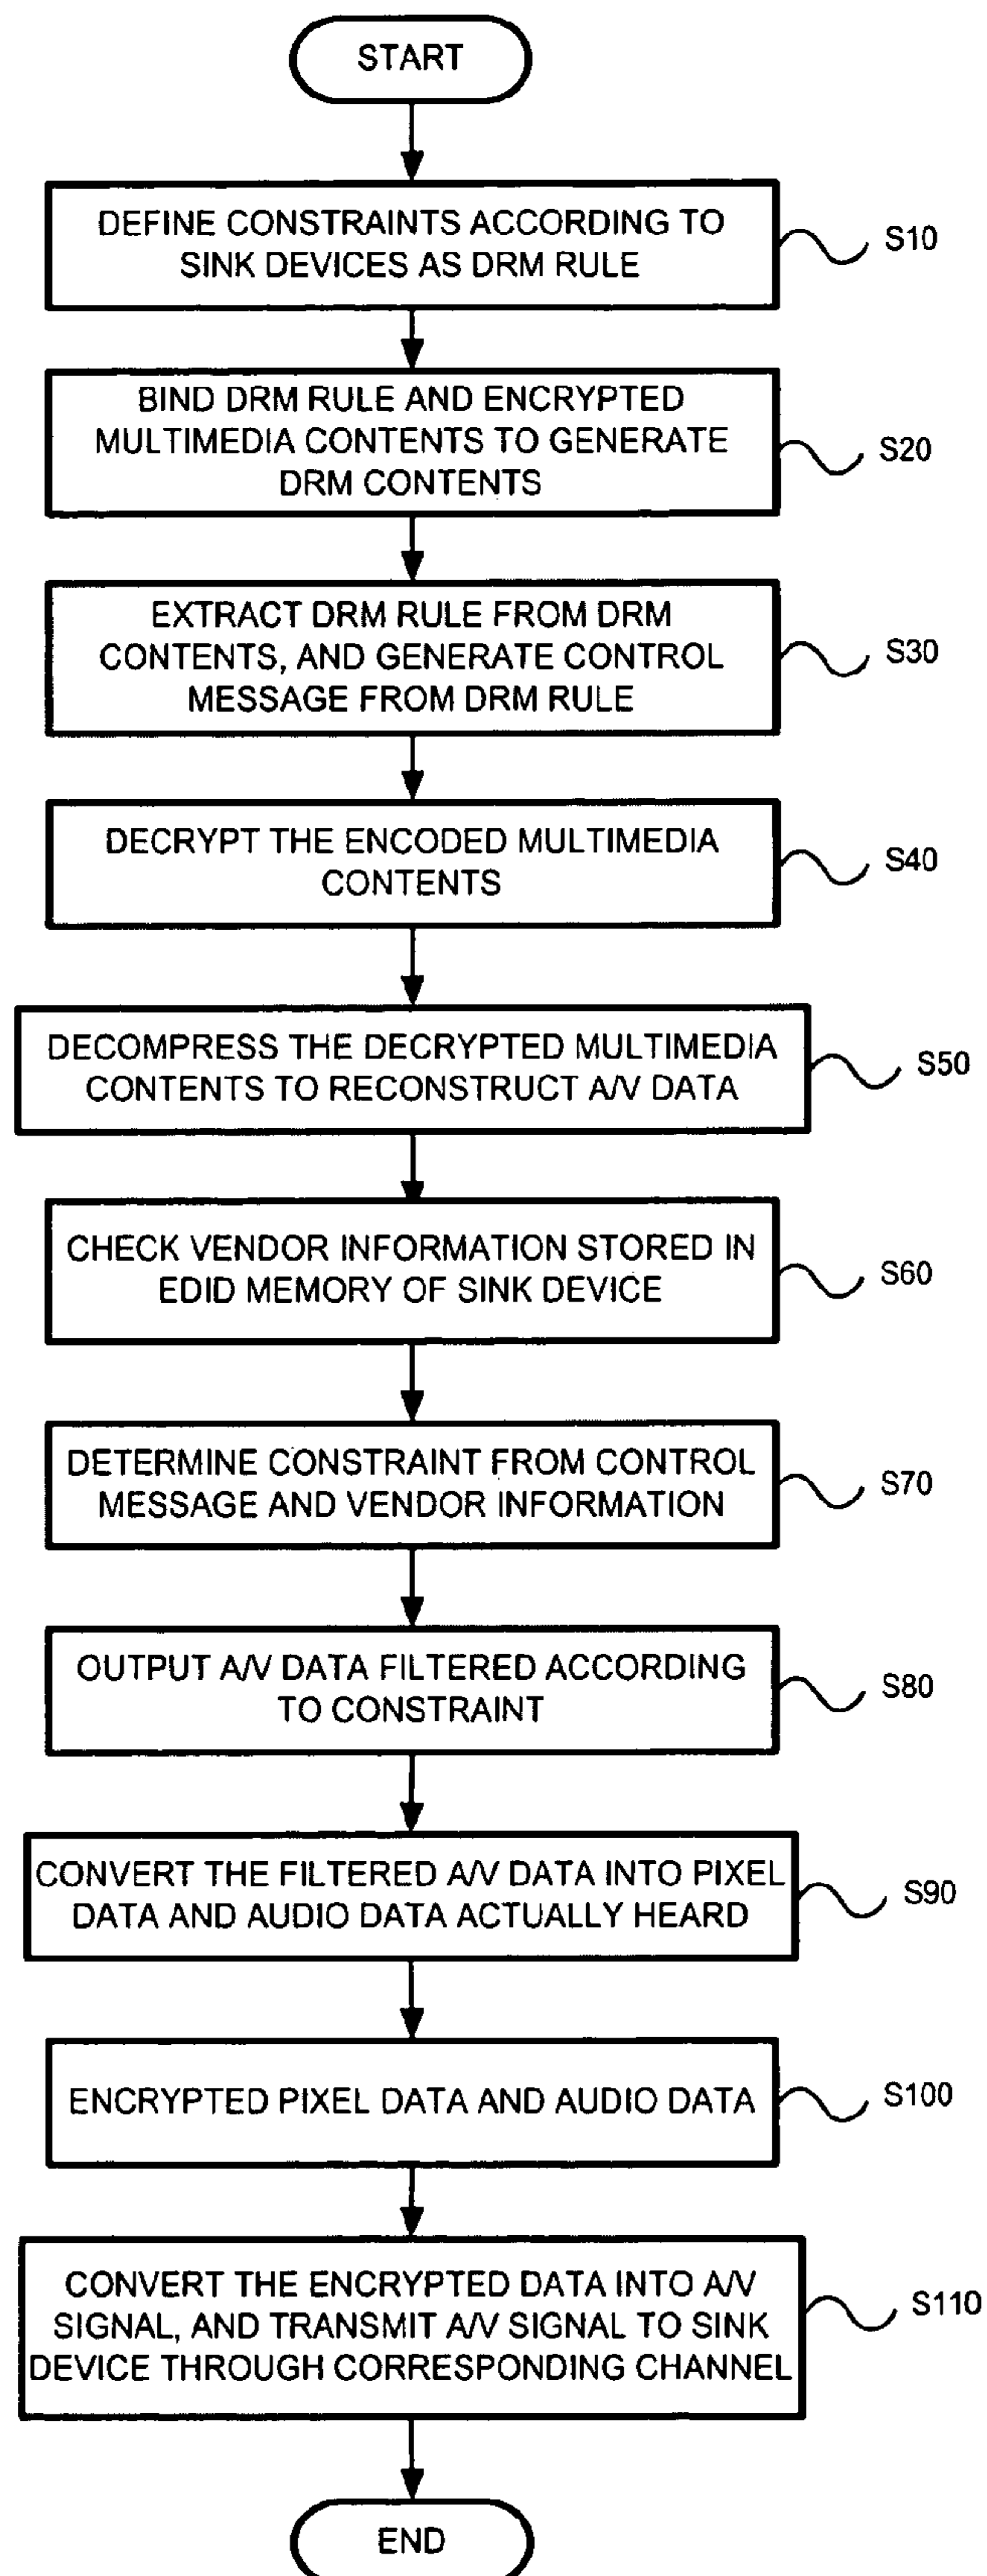 START
DEFINE CONSTRAINTS ACCORDING TO
SINK DEVICES AS DRM RULE
S10
BIND DRM RULE AND ENCRYPTED
MULTIMEDIA CONTENTS TO GENERATE
DRM CONTENTS
S20
EXTRACT DRM RULE FROM DRM
CONTENTS, AND GENERATE CONTROL
MESSAGE FROM DRM RULE
S30
DECRYPT THE ENCODED MULTIMEDIA
CONTENTS
S40
DECOMPRESS THE DECRYPTED MULTIMEDIA
CONTENTS TO RECONSTRUCT A/V DATA
S50
CHECK VENDOR INFORMATION STORED IN
EDID MEMORY OF SINK DEVICE
S60
DETERMINE CONSTRAINT FROM CONTROL
MESSAGE AND VENDOR INFORMATION
S70
OUTPUT A/V DATA FILTERED ACCORDING
TO CONSTRAINT
S80
CONVERT THE FILTERED A/V DATA INTO PIXEL
DATA AND AUDIO DATA ACTUALLY HEARD
S90
ENCRYPTED PIXEL DATA AND AUDIO DATA
S100
CONVERT THE ENCRYPTED DATA INTO A/V
SIGNAL, AND TRANSMIT A/V SIGNAL TO SINK
DEVICE THROUGH CORRESPONDING CHANNEL
S110
END